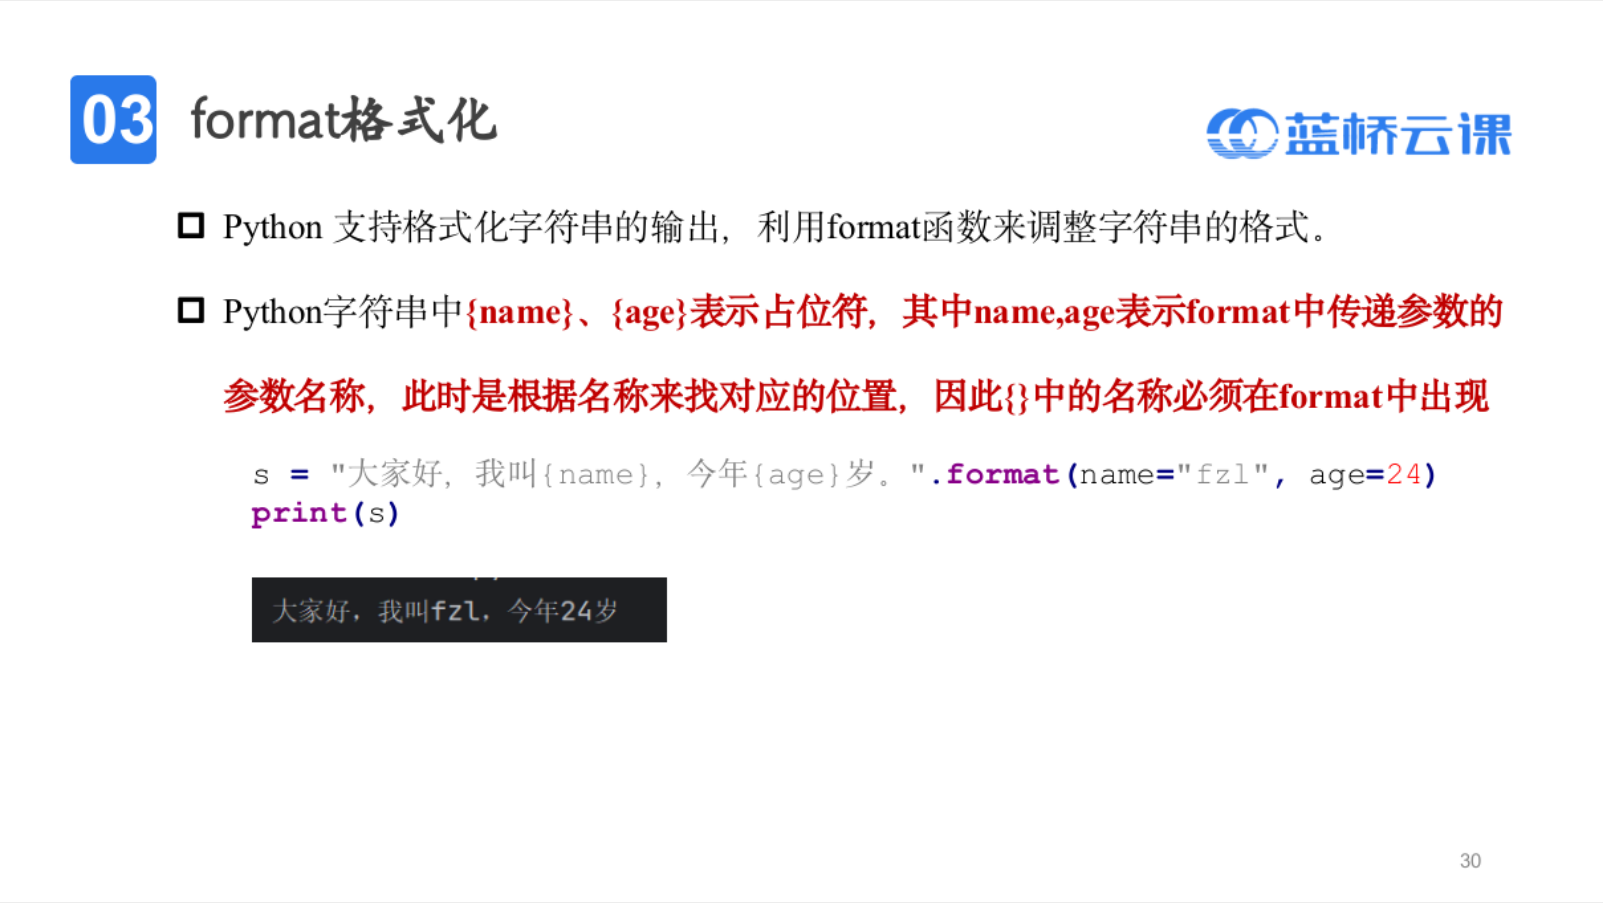 03 format格式化
蓝桥云课
Python 支持格式化字符串的输出，利用format函数来调整字符串的格式。
Python字符串中{name}、{age}表示占位符，其中name,age表示format中传递参数的
参数名称，此时是根据名称来找对应的位置，因此{}中的名称必须在format中出现
s = "大家好，我叫{name}，今年{age}岁。".format(name="fzl", age=24)
print(s)
大家好，我叫fzl，今年24岁
30